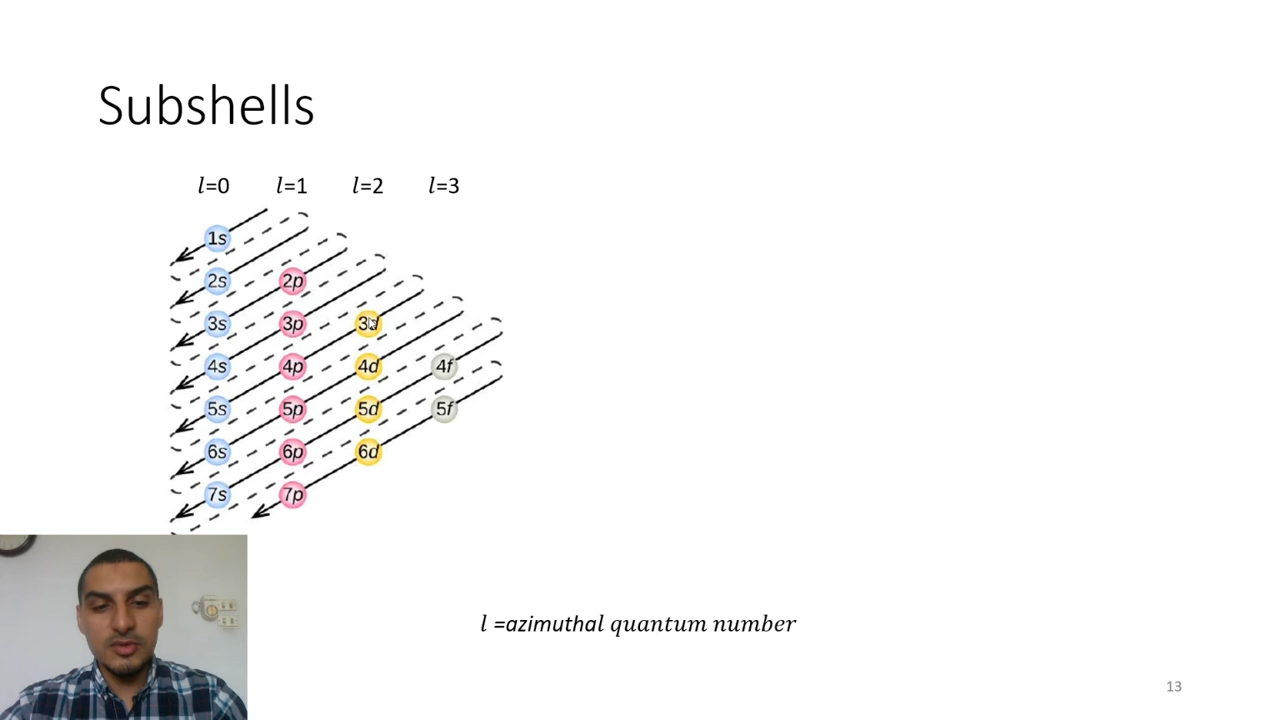 Subshells
l=0 l=1 l=2 l=3
1s
2s 2p
3s 3p 3d
4s 4p 4d 4f
5s 5p 5d 5f
6s 6p 6d
7s 7p
l =azimuthal quantum number
13